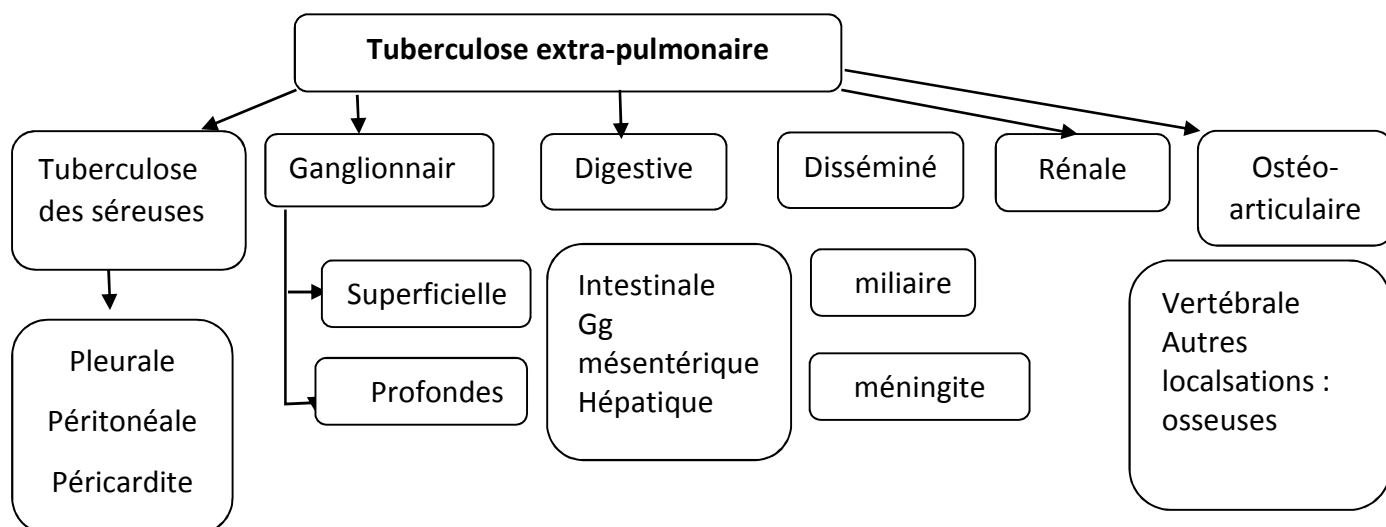 Tuberculose extra-pulmonaire
Tuberculose
des séreuses
Ganglionnair
Digestive
Disséminé
Rénale
Ostéo-
articulaire
Pleurale
Péritonéale
Péricardite
Superficielle
Profondes
Intestinale
Gg
mésentérique
Hépatique
miliaire
méningite
Vertébrale
Autres
localsations :
osseuses